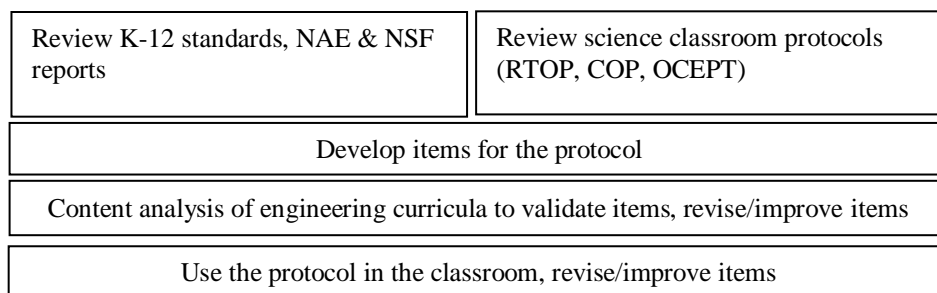 Review K-12 standards, NAE & NSF
reports
Review science classroom protocols
(RTOP, COP, OCEPT)
Develop items for the protocol
Content analysis of engineering curricula to validate items, revise/improve items
Use the protocol in the classroom, revise/improve items